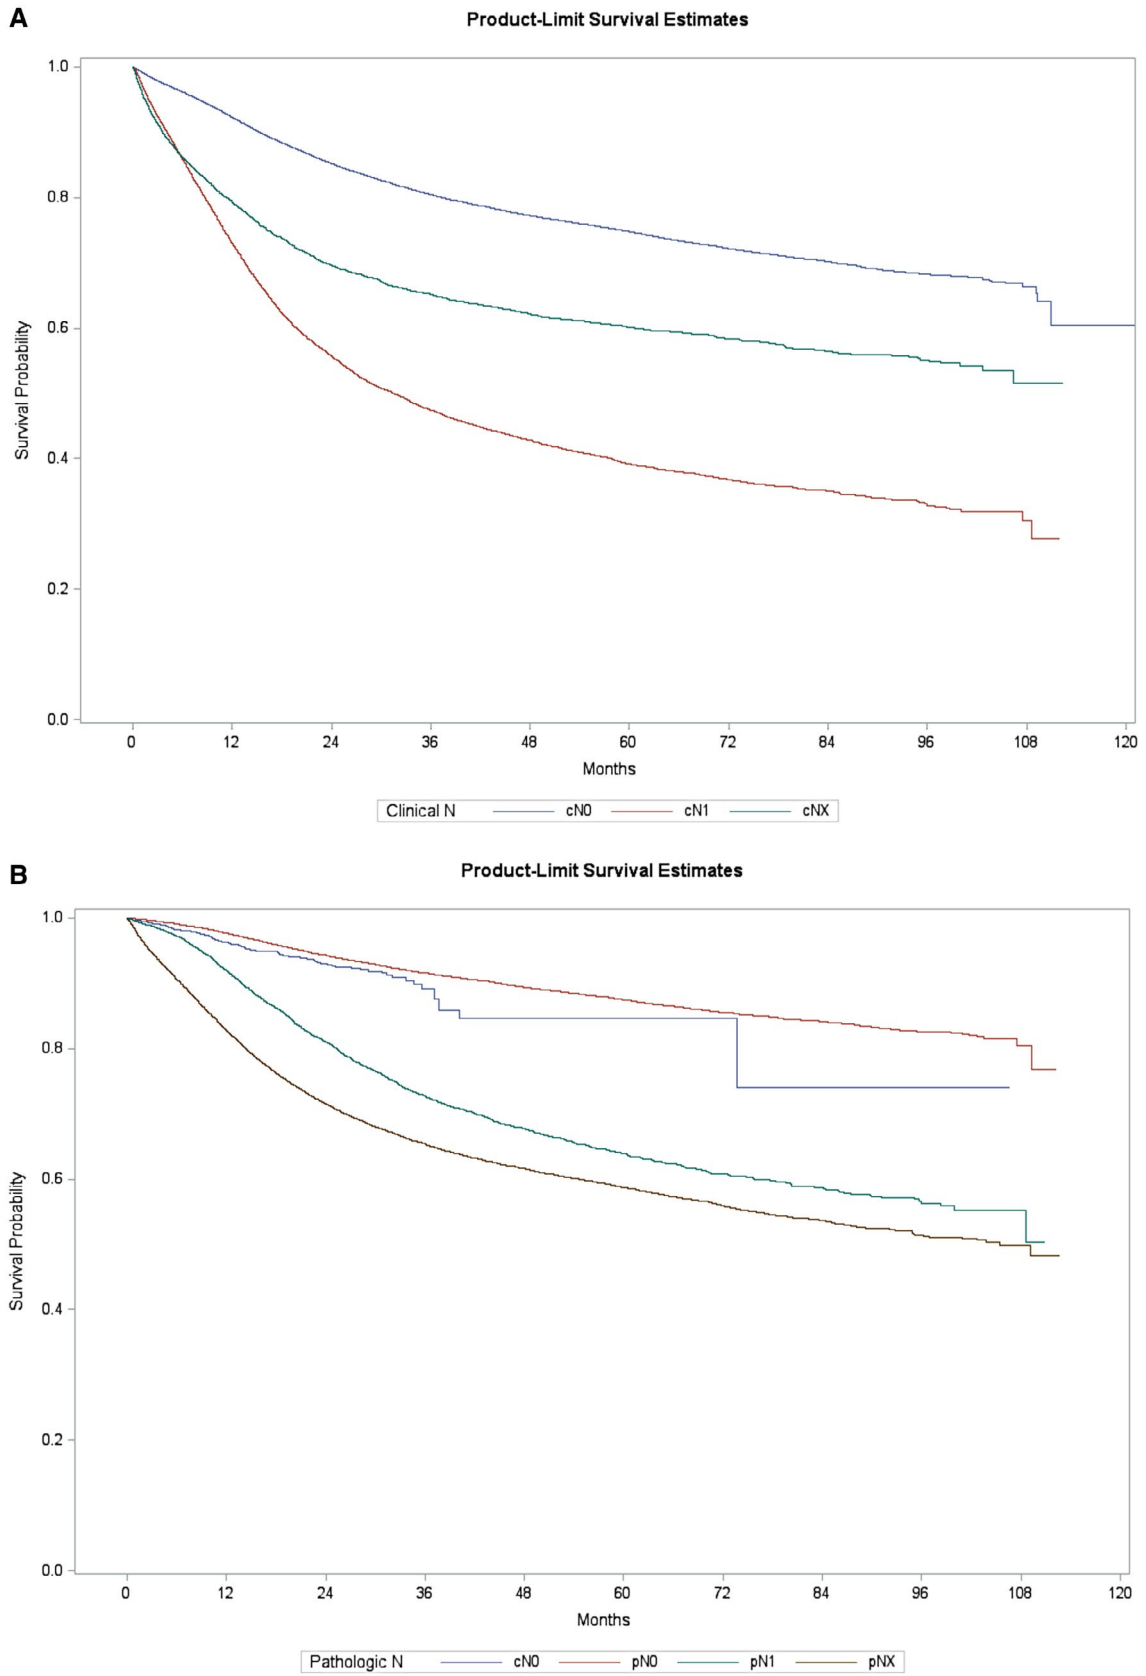 A
Product-Limit Survival Estimates
1.0
0.8
0.6
0.4
0.2
0.0
Survival Probability
0 12 24 36 48 60 72 84 96 108 120
Months
Clinical N cN0 cN1 cNX
B
Product-Limit Survival Estimates
1.0
0.8
0.6
0.4
0.2
0.0
Survival Probability
0 12 24 36 48 60 72 84 96 108 120
Months
Pathologic N cN0 pN0 pN1 pNX